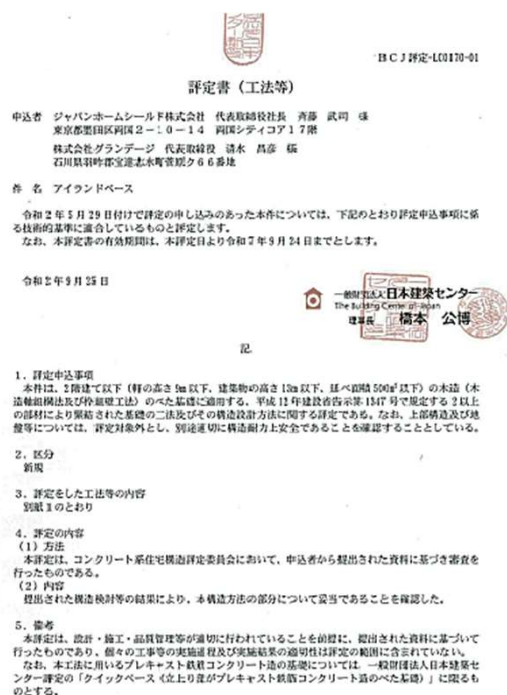 BCJ評定-LC0170-01
評定書（工法等）
申込者　ジャパンホームシールド株式会社　代表取締役社長　斉藤　武司　様
東京都墨田区両国２－１０－１４　両国シティコア１７階
株式会社グランデージ　代表取締役　清水　昌彦　様
石川県羽咋郡宝達志水町菅原ク６６番地
件　名　アイランドベース
令和２年５月29日付けで評定の申し込みのあった本件については、下記のとおり評定申込事項に係
る技術的基準に適合しているものと評定します。
なお、本評定書の有効期間は、本評定日より令和７年９月24日までとします。
令和２年９月25日
一般財団法人日本建築センター
The Building Center of Japan
理事長　橋本　公博
記
１．評定申込事項
本件は、２階建て以下（軒の高さ9m以下、建築物の高さ13m以下、延べ面積500㎡以下）の木造（木
造軸組構法及び枠組壁工法）のべた基礎に適用する、平成12年建設省告示第1347号で規定する２以上
の部材により緊結された基礎の工法及びその構造設計方法に関する評定である。なお、上部構造及び地
盤等については、評定対象外とし、別途適切に構造耐力上安全であることを確認することとしている。
２．区分
新規
３．評定をした工法等の内容
別紙１のとおり
４．評定の内容
（１）方法
本評定は、コンクリート系住宅構造評定委員会において、申込者から提出された資料に基づき審査を
行ったものである。
（２）内容
提出された構造検討等の結果により、本構造方法の部分について妥当であることを確認した。
５．備考
本評定は、設計・施工・品質管理等が適切に行われていることを前提に、提出された資料に基づいて
行ったものであり、個々の工事等の実施過程及び実施結果の適切性は評定の範囲に含まれていない。
なお、本工法に用いるプレキャスト鉄筋コンクリート造の基礎については、一般財団法人日本建築セ
ンター評定の「クイックベース（立上り部がプレキャスト鉄筋コンクリート造のべた基礎）」に限るも
のとする。